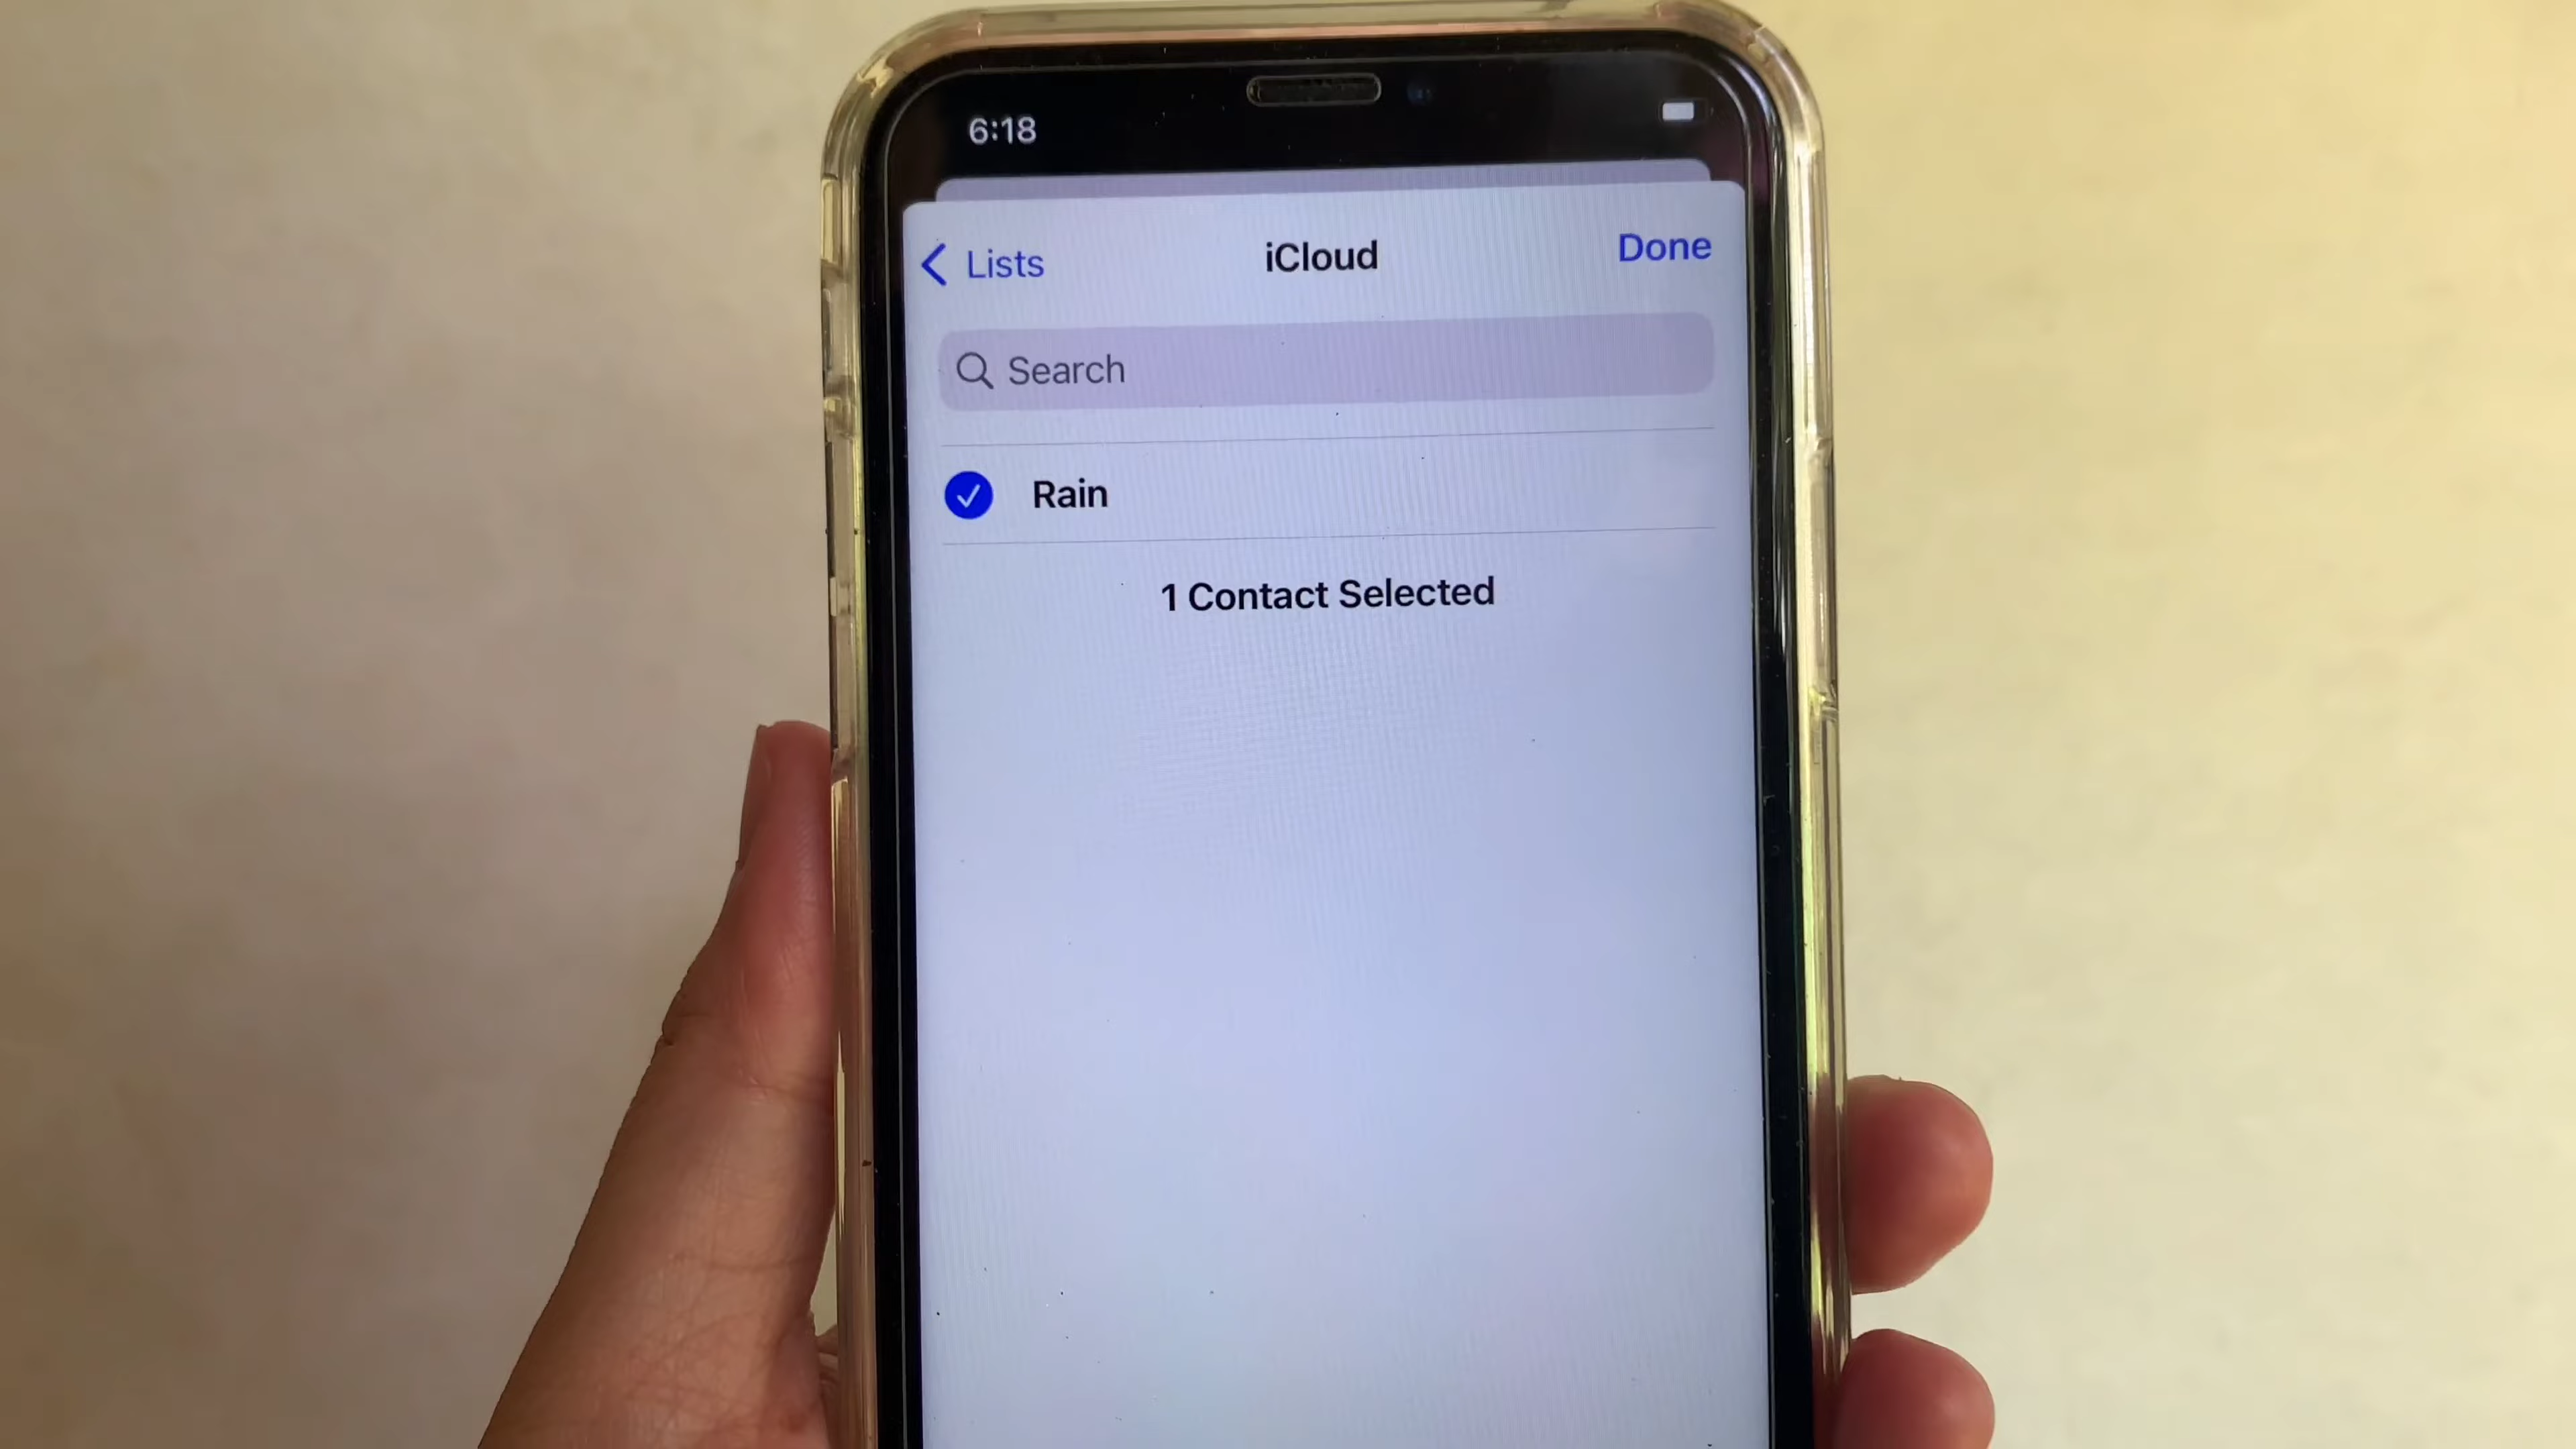 6:18
Lists
iCloud
Done
Search
Rain
1 Contact Selected